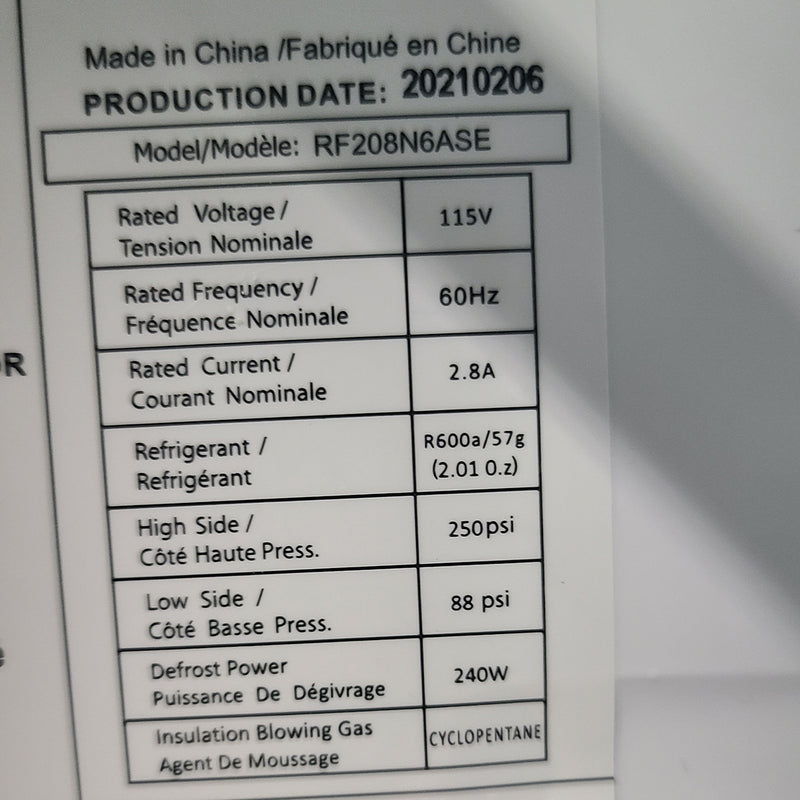 Made in China /Fabriqué en Chine
PRODUCTION DATE: 20210206
Model/Modèle: RF208N6ASE
Rated Voltage /
Tension Nominale
115V
Rated Frequency /
Fréquence Nominale
60Hz
Rated Current /
Courant Nominale
2.8A
Refrigerant /
Refrigérant
R600a/57g
(2.01 O.z)
High Side /
Côté Haute Press.
250psi
Low Side /
Côté Basse Press.
88 psi
Defrost Power
Puissance De Dégivrage
240W
Insulation Blowing Gas
Agent De Moussage
CYCLOPENTANE